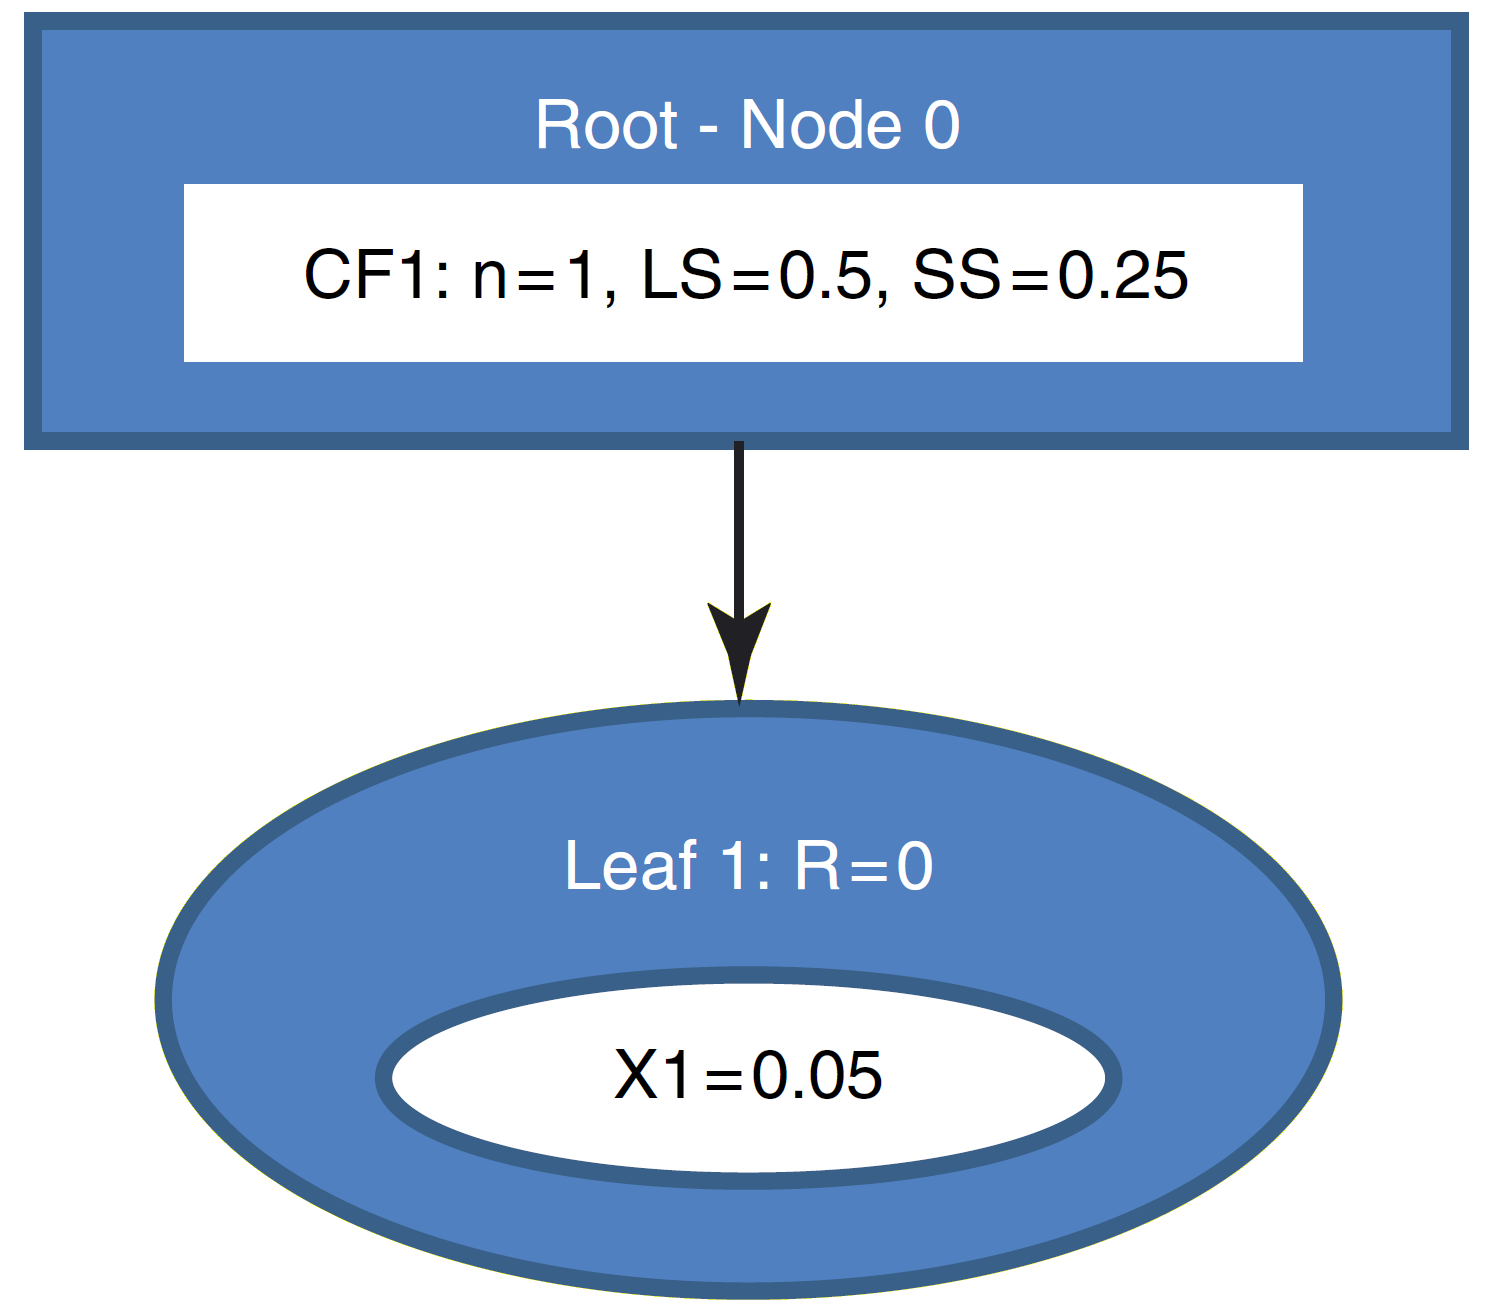 Root - Node 0
CF1: n=1, LS=0.5, SS=0.25
Leaf 1: R=0
X1=0.05